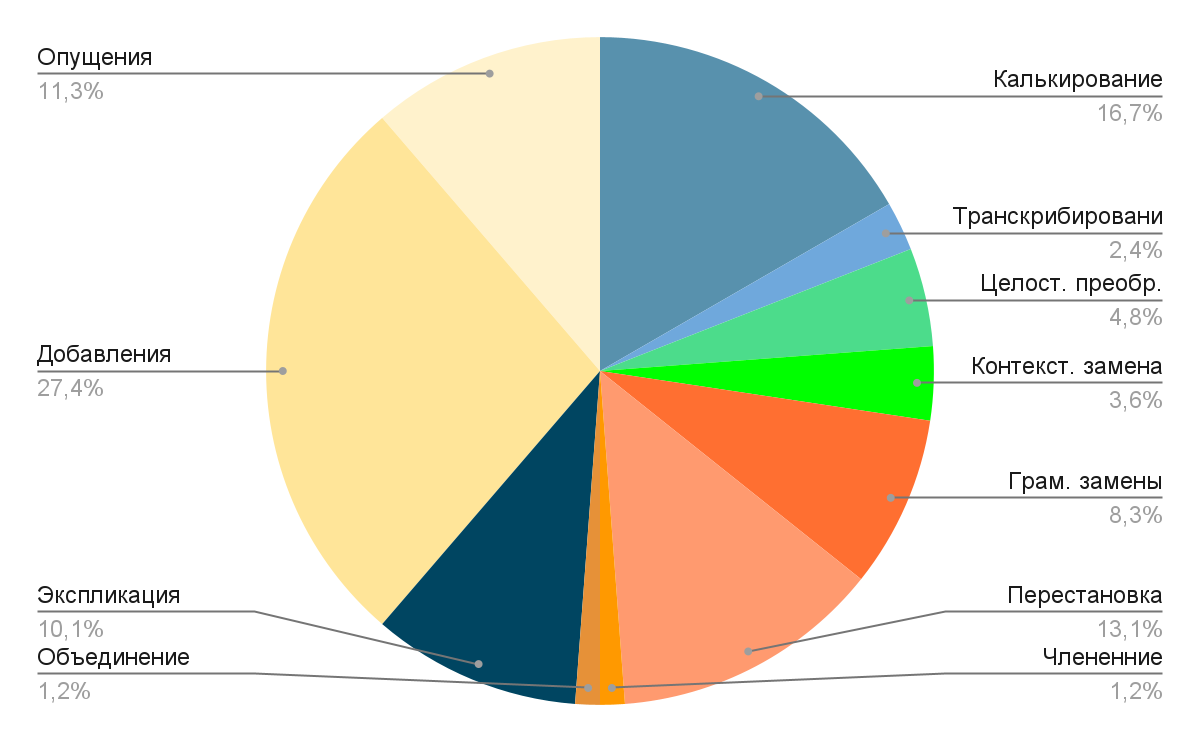 Опущения
11,3%
Калькирование
16,7%
Транскрибировани
2,4%
Целост. преобр.
4,8%
Добавления
27,4%
Контекст. замена
3,6%
Грам. замены
8,3%
Экспликация
10,1%
Перестановка
13,1%
Объединение
1,2%
Члененние
1,2%